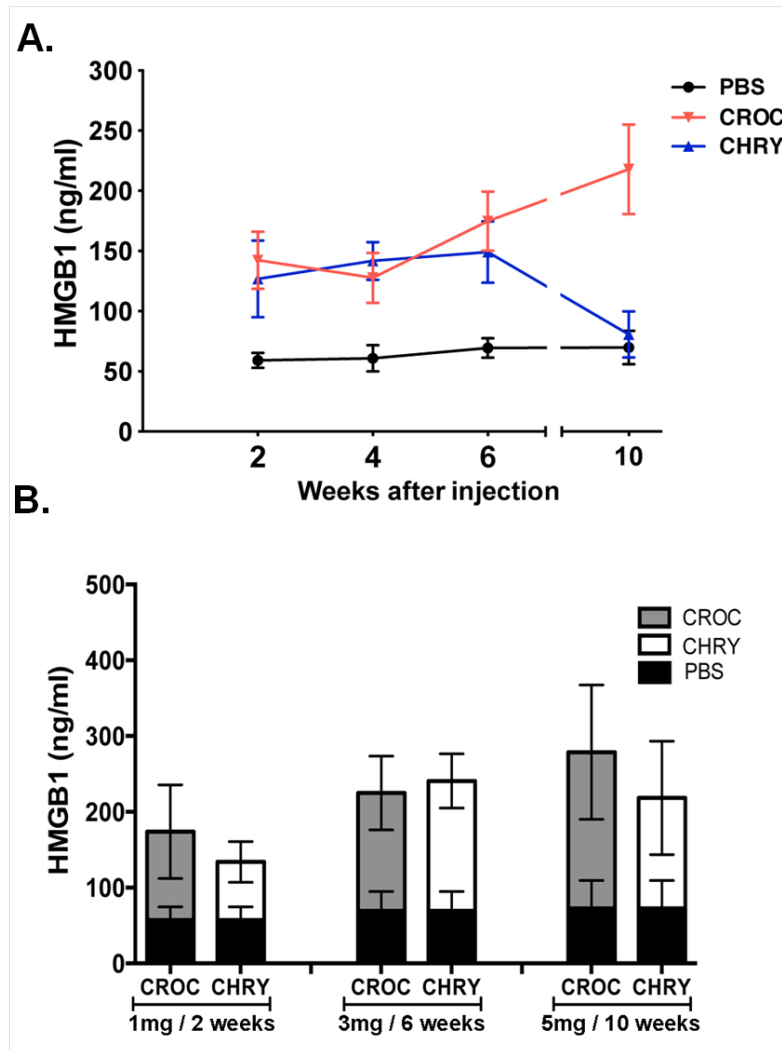 A.
300
250
200
150
100
50
0
HMGB1 (ng/ml)
PBS
CROC
CHRY
2 4 6 10
Weeks after injection
B.
500
400
300
200
100
0
HMGB1 (ng/ml)
CROC
CHRY
PBS
CROC CHRY CROC CHRY CROC CHRY
1mg / 2 weeks 3mg / 6 weeks 5mg / 10 weeks